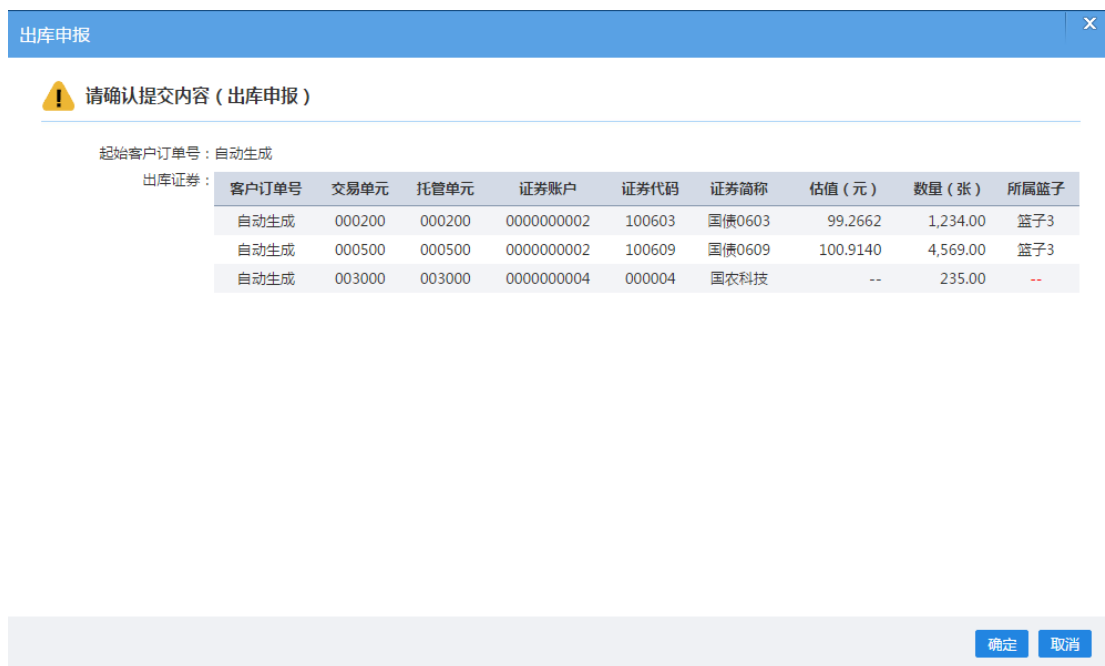 出库申报
请确认提交内容（出库申报）
起始客户订单号：自动生成
出库证券：
客户订单号 交易单元 托管单元 证券账户 证券代码 证券简称 估值（元） 数量（张） 所属篮子
自动生成 000200 000200 0000000002 100603 国债0603 99.2662 1,234.00 篮子3
自动生成 000500 000500 0000000002 100609 国债0609 100.9140 4,569.00 篮子3
自动生成 003000 003000 0000000004 000004 国农科技 -- 235.00 --
确定 取消